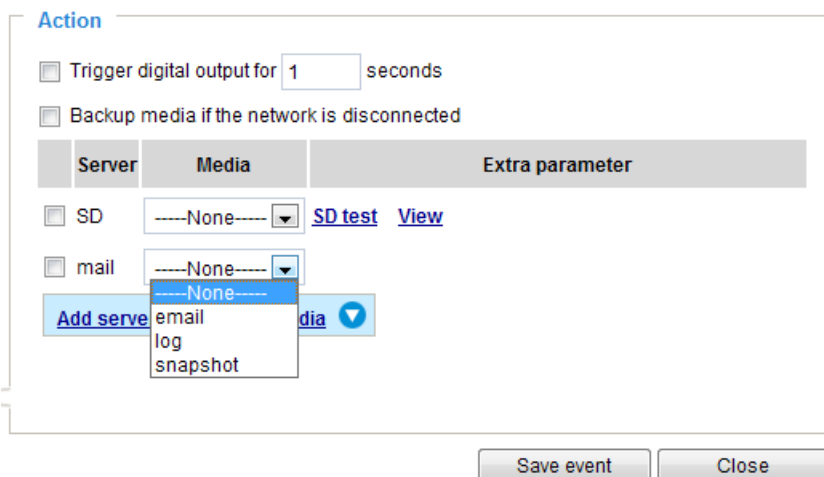 Action
Trigger digital output for 1 seconds
Backup media if the network is disconnected
Server Media Extra parameter
SD -----None----- SD test View
mail -----None-----
-----None-----
email
Add serve dia
log
snapshot
Save event Close